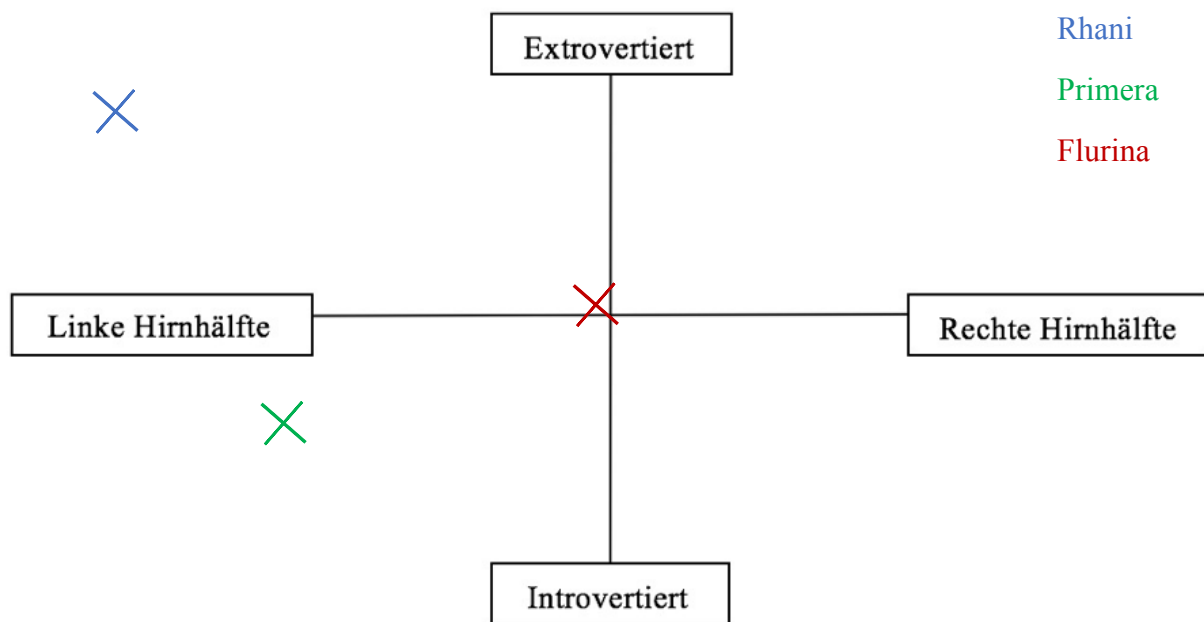 Rhani
Extrovertiert
Primera
Flurina
Linke Hirnhälfte
Rechte Hirnhälfte
Introvertiert